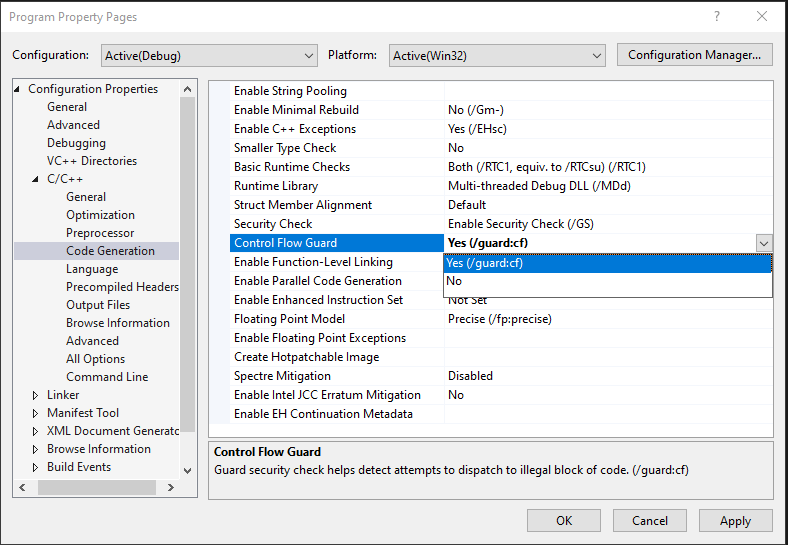 Program Property Pages
? ×
Configuration: Active(Debug) Platform: Active(Win32) Configuration Manager...
Configuration Properties
General
Advanced
Debugging
VC++ Directories
C/C++
General
Optimization
Preprocessor
Code Generation
Language
Precompiled Headers
Output Files
Browse Information
Advanced
All Options
Command Line
Linker
Manifest Tool
XML Document Generato
Browse Information
Build Events
Enable String Pooling
Enable Minimal Rebuild No (/Gm-)
Enable C++ Exceptions Yes (/EHsc)
Smaller Type Check No
Basic Runtime Checks Both (/RTC1, equiv. to /RTCsu) (/RTC1)
Runtime Library Multi-threaded Debug DLL (/MDd)
Struct Member Alignment Default
Security Check Enable Security Check (/GS)
Control Flow Guard Yes (/guard:cf)
Enable Function-Level Linking Yes (/guard:cf)
Enable Parallel Code Generation No
Enable Enhanced Instruction Set Not Set
Floating Point Model Precise (/fp:precise)
Enable Floating Point Exceptions
Create Hotpatchable Image
Spectre Mitigation Disabled
Enable Intel JCC Erratum Mitigation No
Enable EH Continuation Metadata
Control Flow Guard
Guard security check helps detect attempts to dispatch to illegal block of code. (/guard:cf)
OK Cancel Apply